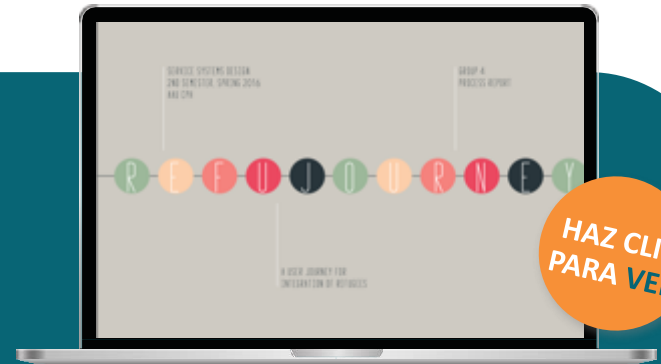 SERVICE SYSTEMS DESIGN
2ND SEMESTER, SPRING 2016
AAU CPH
GROUP 4
PROCESS REPORT
REFUJOURNEY
A USER JOURNEY FOR
INTEGRATION OF REFUGEES
HAZ CLI
PARA VE